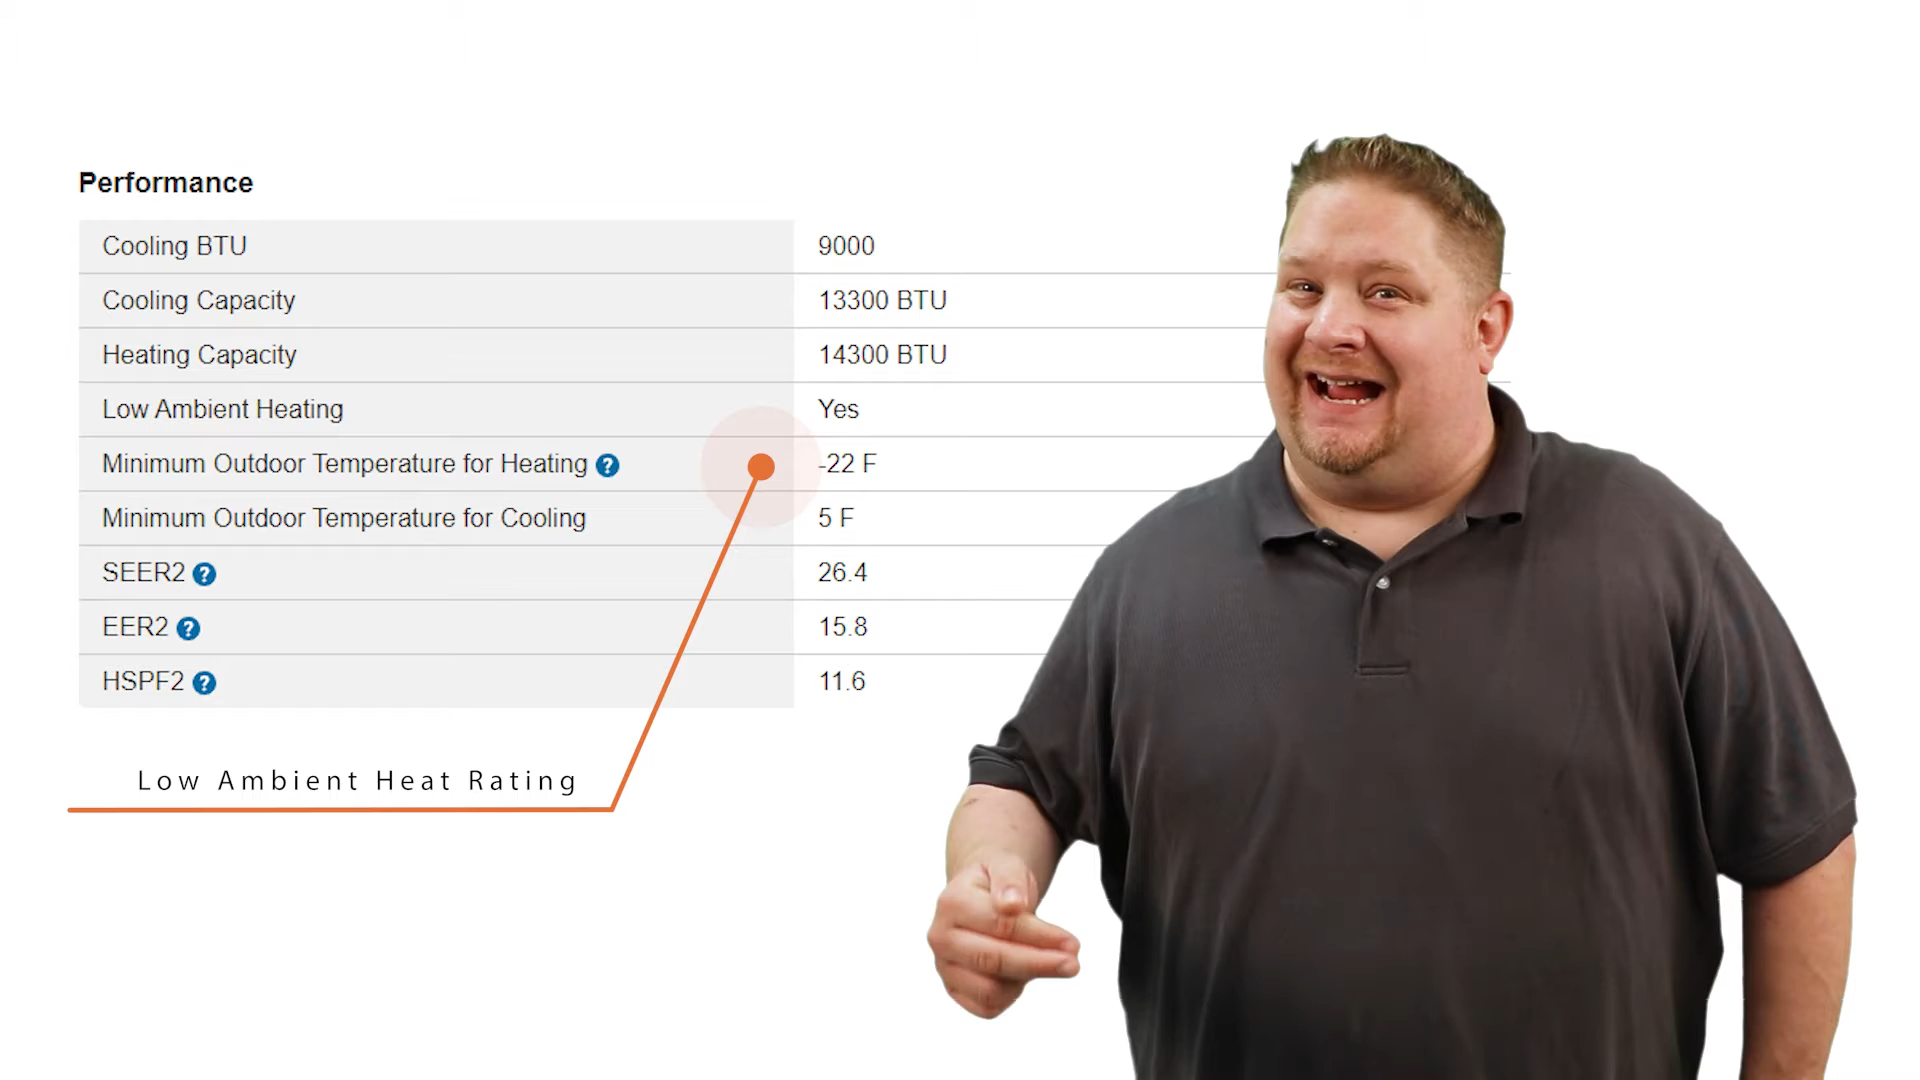 Performance
Cooling BTU 9000
Cooling Capacity 13300 BTU
Heating Capacity 14300 BTU
Low Ambient Heating Yes
Minimum Outdoor Temperature for Heating ? -22 F
Minimum Outdoor Temperature for Cooling 5 F
SEER2 ? 26.4
EER2 ? 15.8
HSPF2 ? 11.6
Low Ambient Heat Rating